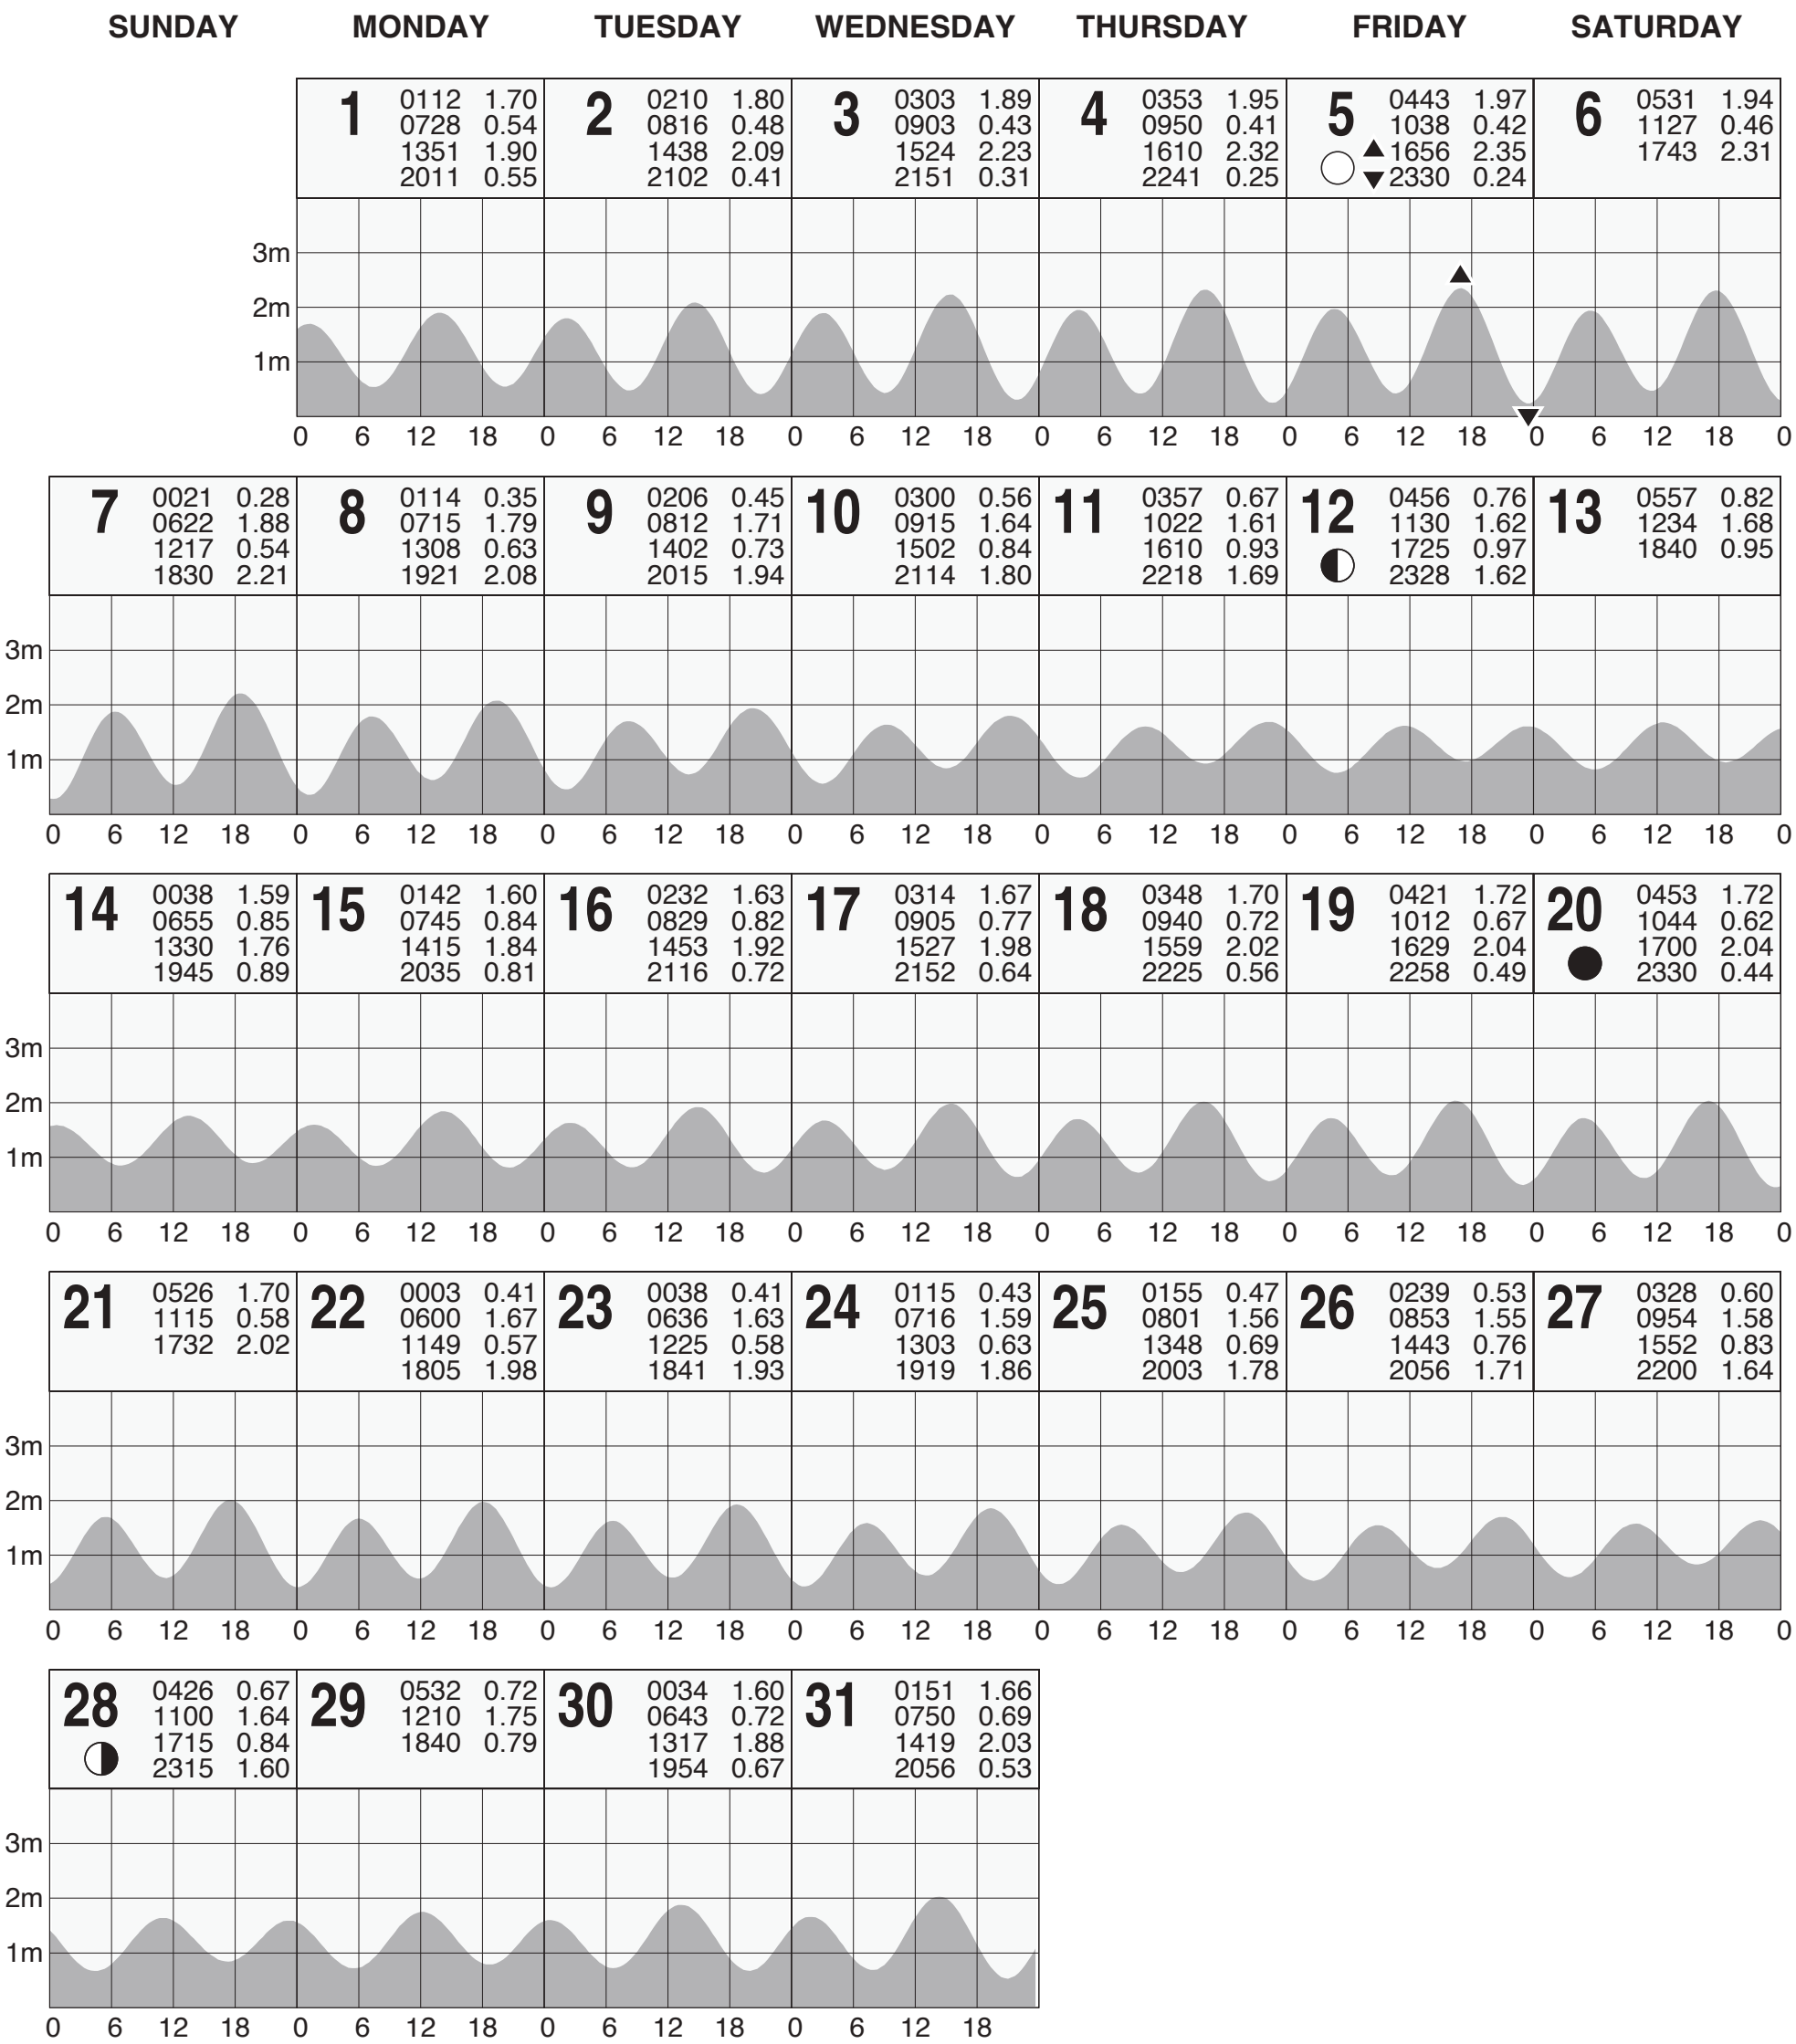 SUNDAY MONDAY TUESDAY WEDNESDAY THURSDAY FRIDAY SATURDAY
1 0112 1.70
0728 0.54
1351 1.90
2011 0.55
2 0210 1.80
0816 0.48
1438 2.09
2102 0.41
3 0303 1.89
0903 0.43
1524 2.23
2151 0.31
4 0353 1.95
0950 0.41
1610 2.32
2241 0.25
5 0443 1.97
1038 0.42
▲ 1656 2.35
▼ 2330 0.24
6 0531 1.94
1127 0.46
1743 2.31
3m
2m
1m
0 6 12 18 0 6 12 18 0 6 12 18 0 6 12 18 0 6 12 18 0 6 12 18 0
7 0021 0.28
0622 1.88
1217 0.54
1830 2.21
8 0114 0.35
0715 1.79
1308 0.63
1921 2.08
9 0206 0.45
0812 1.71
1402 0.73
2015 1.94
10 0300 0.56
0915 1.64
1502 0.84
2114 1.80
11 0357 0.67
1022 1.61
1610 0.93
2218 1.69
12 0456 0.76
1130 1.62
1725 0.97
2328 1.62
13 0557 0.82
1234 1.68
1840 0.95
3m
2m
1m
0 6 12 18 0 6 12 18 0 6 12 18 0 6 12 18 0 6 12 18 0 6 12 18 0 6 12 18 0
14 0038 1.59
0655 0.85
1330 1.76
1945 0.89
15 0142 1.60
0745 0.84
1415 1.84
2035 0.81
16 0232 1.63
0829 0.82
1453 1.92
2116 0.72
17 0314 1.67
0905 0.77
1527 1.98
2152 0.64
18 0348 1.70
0940 0.72
1559 2.02
2225 0.56
19 0421 1.72
1012 0.67
1629 2.04
2258 0.49
20 0453 1.72
1044 0.62
1700 2.04
2330 0.44
3m
2m
1m
0 6 12 18 0 6 12 18 0 6 12 18 0 6 12 18 0 6 12 18 0 6 12 18 0 6 12 18 0
21 0526 1.70
1115 0.58
1732 2.02
22 0003 0.41
0600 1.67
1149 0.57
1805 1.98
23 0038 0.41
0636 1.63
1225 0.58
1841 1.93
24 0115 0.43
0716 1.59
1303 0.63
1919 1.86
25 0155 0.47
0801 1.56
1348 0.69
2003 1.78
26 0239 0.53
0853 1.55
1443 0.76
2056 1.71
27 0328 0.60
0954 1.58
1552 0.83
2200 1.64
3m
2m
1m
0 6 12 18 0 6 12 18 0 6 12 18 0 6 12 18 0 6 12 18 0 6 12 18 0 6 12 18 0
28 0426 0.67
1100 1.64
1715 0.84
2315 1.60
29 0532 0.72
1210 1.75
1840 0.79
30 0034 1.60
0643 0.72
1317 1.88
1954 0.67
31 0151 1.66
0750 0.69
1419 2.03
2056 0.53
3m
2m
1m
0 6 12 18 0 6 12 18 0 6 12 18 0 6 12 18